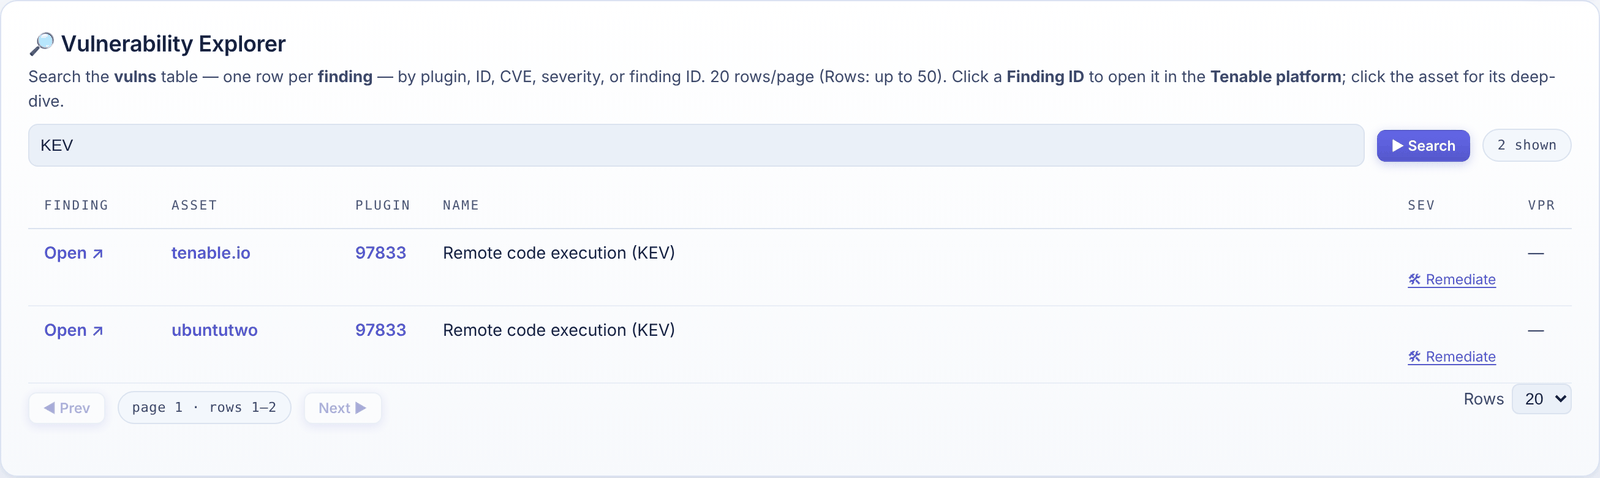 🔎 Vulnerability Explorer
Search the vulns table — one row per finding — by plugin, ID, CVE, severity, or finding ID. 20 rows/page (Rows: up to 50). Click a Finding ID to open it in the Tenable platform; click the asset for its deep-
dive.
KEV ▶ Search 2 shown
FINDING ASSET PLUGIN NAME SEV VPR
Open ↗ tenable.io 97833 Remote code execution (KEV) —
🛠 Remediate
Open ↗ ubuntutwo 97833 Remote code execution (KEV) —
🛠 Remediate
◀ Prev page 1 · rows 1–2 Next ▶ Rows 20